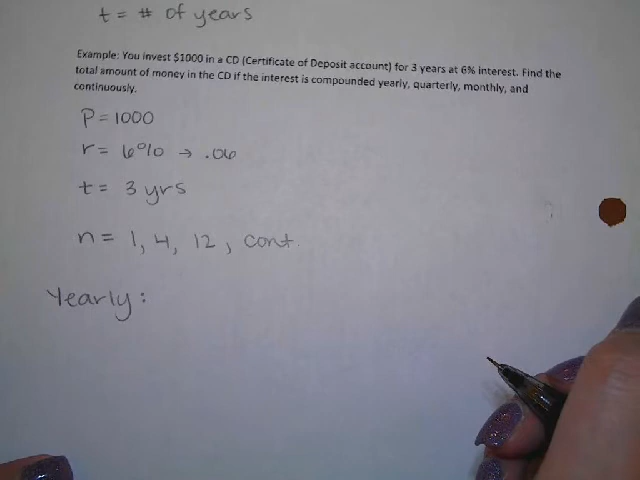 t = # of years
Example: You invest $1000 in a CD (Certificate of Deposit account) for 3 years at 6% interest. Find the
total amount of money in the CD if the interest is compounded yearly, quarterly, monthly, and
continuously.
P = 1000
r = 6% → .06
t = 3 yrs
n = 1, 4, 12, cont.
Yearly: